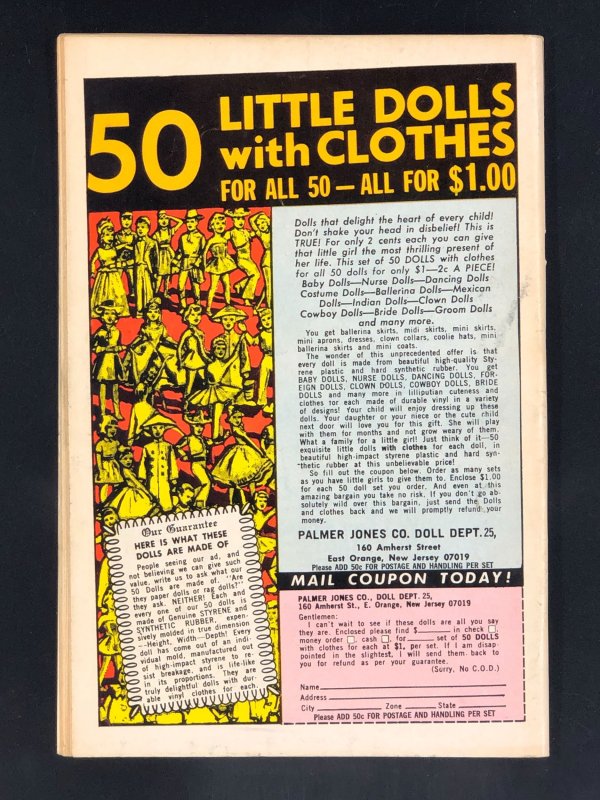 50
LITTLE DOLLS
with CLOTHES
FOR ALL 50 — ALL FOR $1.00
Dolls that delight the heart of every child!
Don't shake your head in disbelief! This is
TRUE! For only 2 cents each you can give
that little girl the most thrilling present of
her life. This set of 50 DOLLS with clothes
for all 50 dolls for only $1—2c A PIECE!
Baby Dolls—Nurse Dolls—Dancing Dolls
Costume Dolls—Ballerina Dolls—Mexican
Dolls—Indian Dolls—Clown Dolls
Cowboy Dolls—Bride Dolls—Groom Dolls
and many more.
You get ballerina skirts, midi skirts, mini skirts,
mini aprons, dresses, clown collars, coolie hats, mini
ballerina skirts and mini coats.
The wonder of this unprecedented offer is that
every doll is made from beautiful high-quality Sty-
rene plastic and hard synthetic rubber. You get
BABY DOLLS, NURSE DOLLS, DANCING DOLLS, FOR-
EIGN DOLLS, CLOWN DOLLS, COWBOY DOLLS, BRIDE
DOLLS and many more in lilliputian cuteness and
clothes for each made of durable vinyl in a variety
of designs! Your child will enjoy dressing up these
dolls. Your daughter or your niece or the cute child
next door will love you for this gift. She will play
with them for months and not grow weary of them.
What a family for a little girl! Just think of it—50
exquisite little dolls with clothes for each doll, in
beautiful high-impact styrene plastic and hard syn-
thetic rubber at this unbelievable price!
So fill out the coupon below. Order as many sets
as you have little girls to give them to. Enclose $1.00
for each 50 doll set you order. And even at this
amazing bargain you take no risk. If you don't go ab-
solutely wild over this bargain, just send the Dolls
and clothes back and we will promptly refund your
money.
PALMER JONES CO. DOLL DEPT. 25,
160 Amherst Street
East Orange, New Jersey 07019
Please ADD 50c FOR POSTAGE AND HANDLING PER SET
Our Guarantee
HERE IS WHAT THESE
DOLLS ARE MADE OF
People seeing our ad, and
not believing we can give such
value, write us to ask what our
50 Dolls are made of. "Are
they paper dolls or rag dolls?"
they ask. NEITHER! Each and
every one of our 50 dolls is
made of Genuine STYRENE and
SYNTHETIC RUBBER, expen-
sively molded in true dimension
—Height, Width—Depth! Every
doll has come out of an indi-
vidual mold, manufactured out
of high-impact styrene to re-
sist breakage, and is life-like
in its proportions. They are
truly delightful dolls with dur-
able vinyl clothes for each.
MAIL COUPON TODAY!
PALMER JONES CO., DOLL DEPT. 25,
160 Amherst St., E. Orange, New Jersey 07019
Gentlemen:
I can't wait to see if these dolls are all you say
they are. Enclosed please find $ in check
money order cash for set of 50 DOLLS
with clothes for each at $1, per set. If I am disap-
pointed in the slightest, I will send them back to
you for refund as per your guarantee.
(Sorry, No C.O.D.)
Name
Address
City Zone State
Please ADD 50c FOR POSTAGE AND HANDLING PER SET